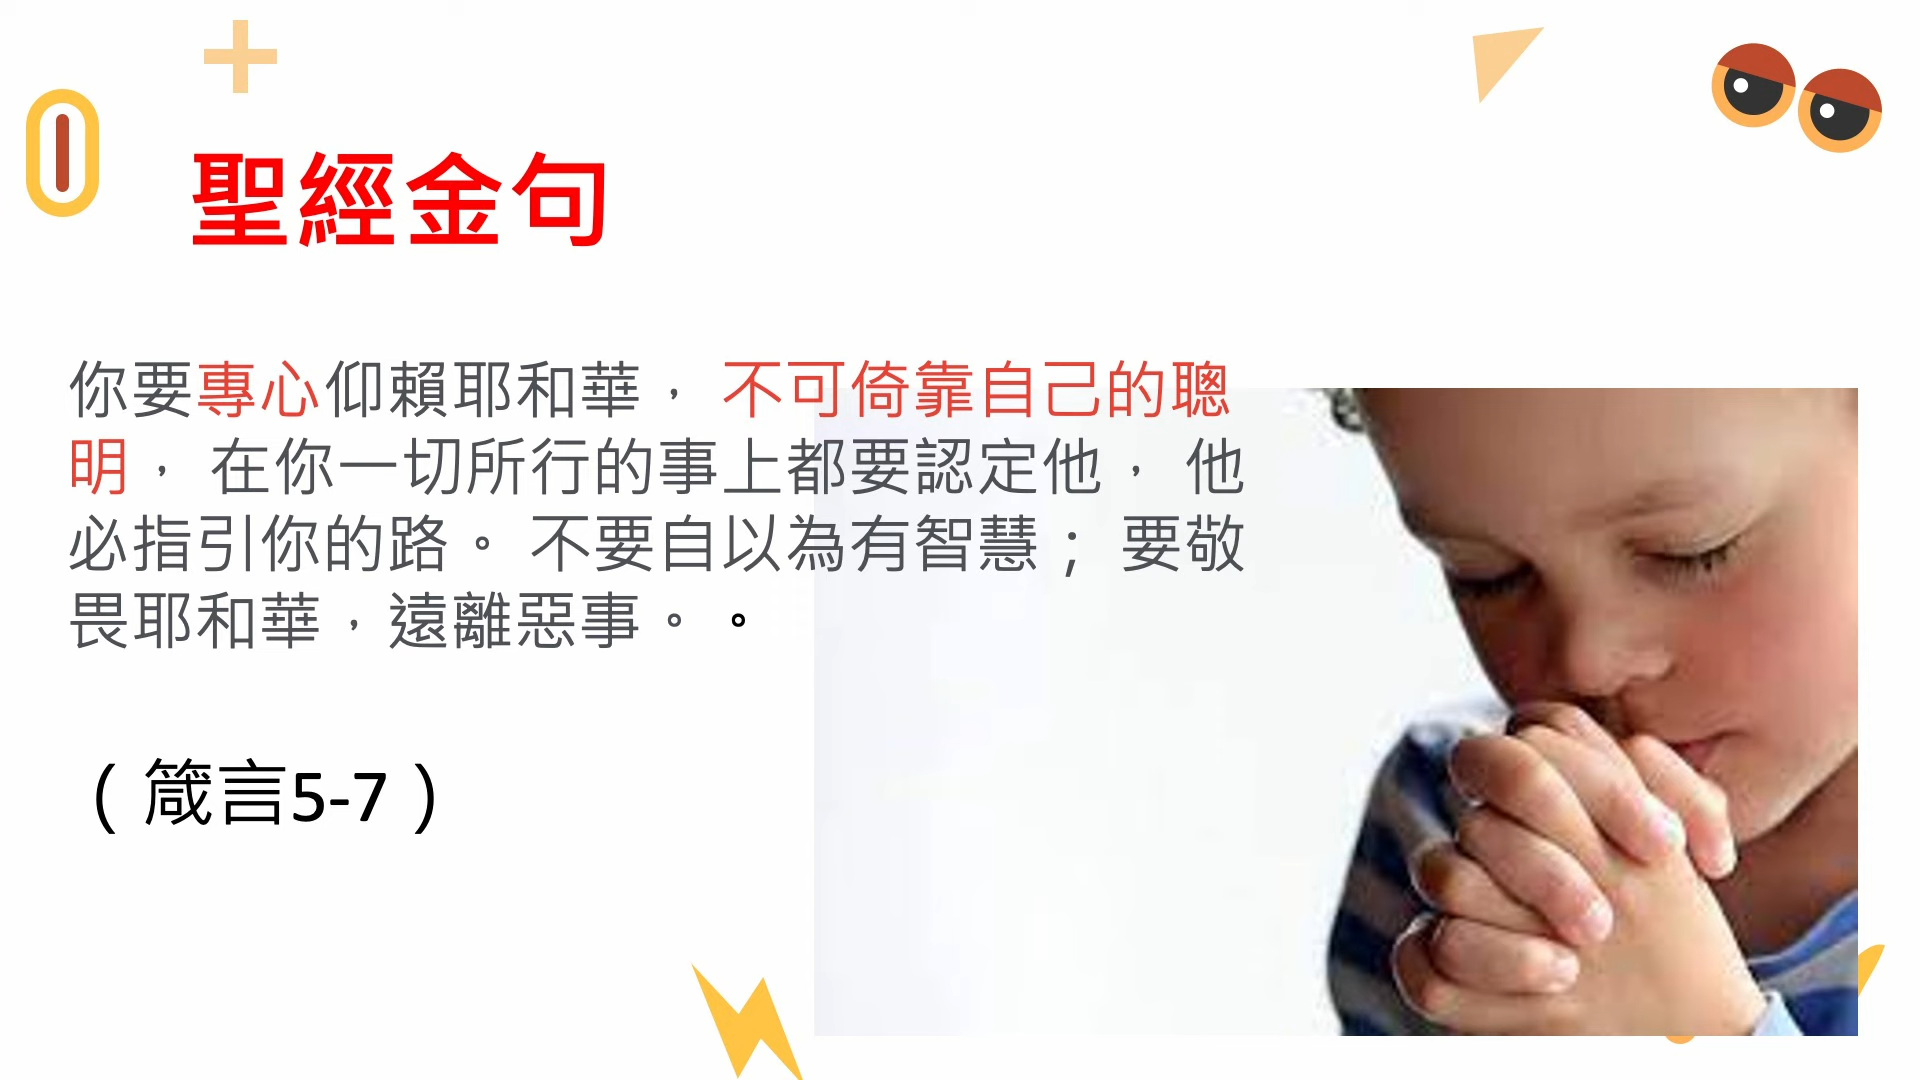 聖經金句
你要專心仰賴耶和華， 不可倚靠自己的聰
明， 在你一切所行的事上都要認定他， 他
必指引你的路。 不要自以為有智慧； 要敬
畏耶和華，遠離惡事。。
（箴言5-7）